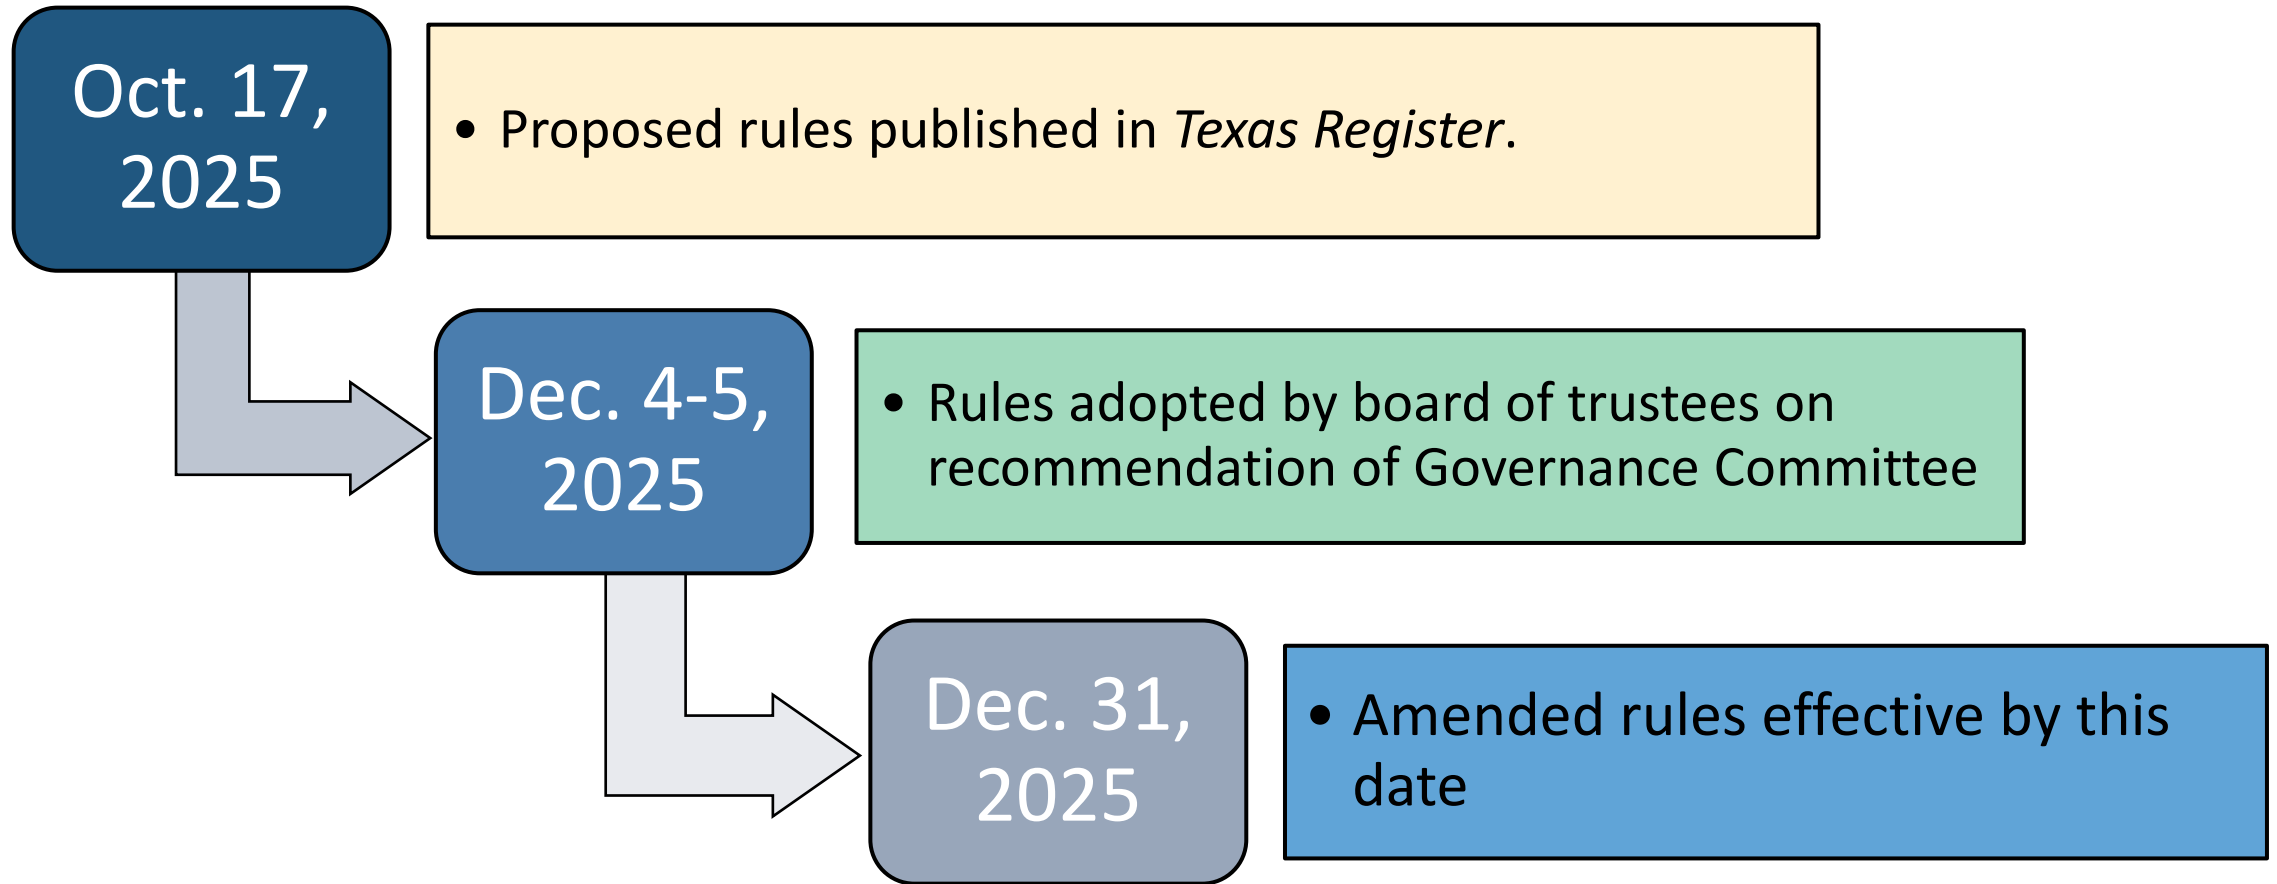 Oct. 17,
2025
• Proposed rules published in Texas Register.
Dec. 4-5,
2025
• Rules adopted by board of trustees on
recommendation of Governance Committee
Dec. 31,
2025
• Amended rules effective by this
date